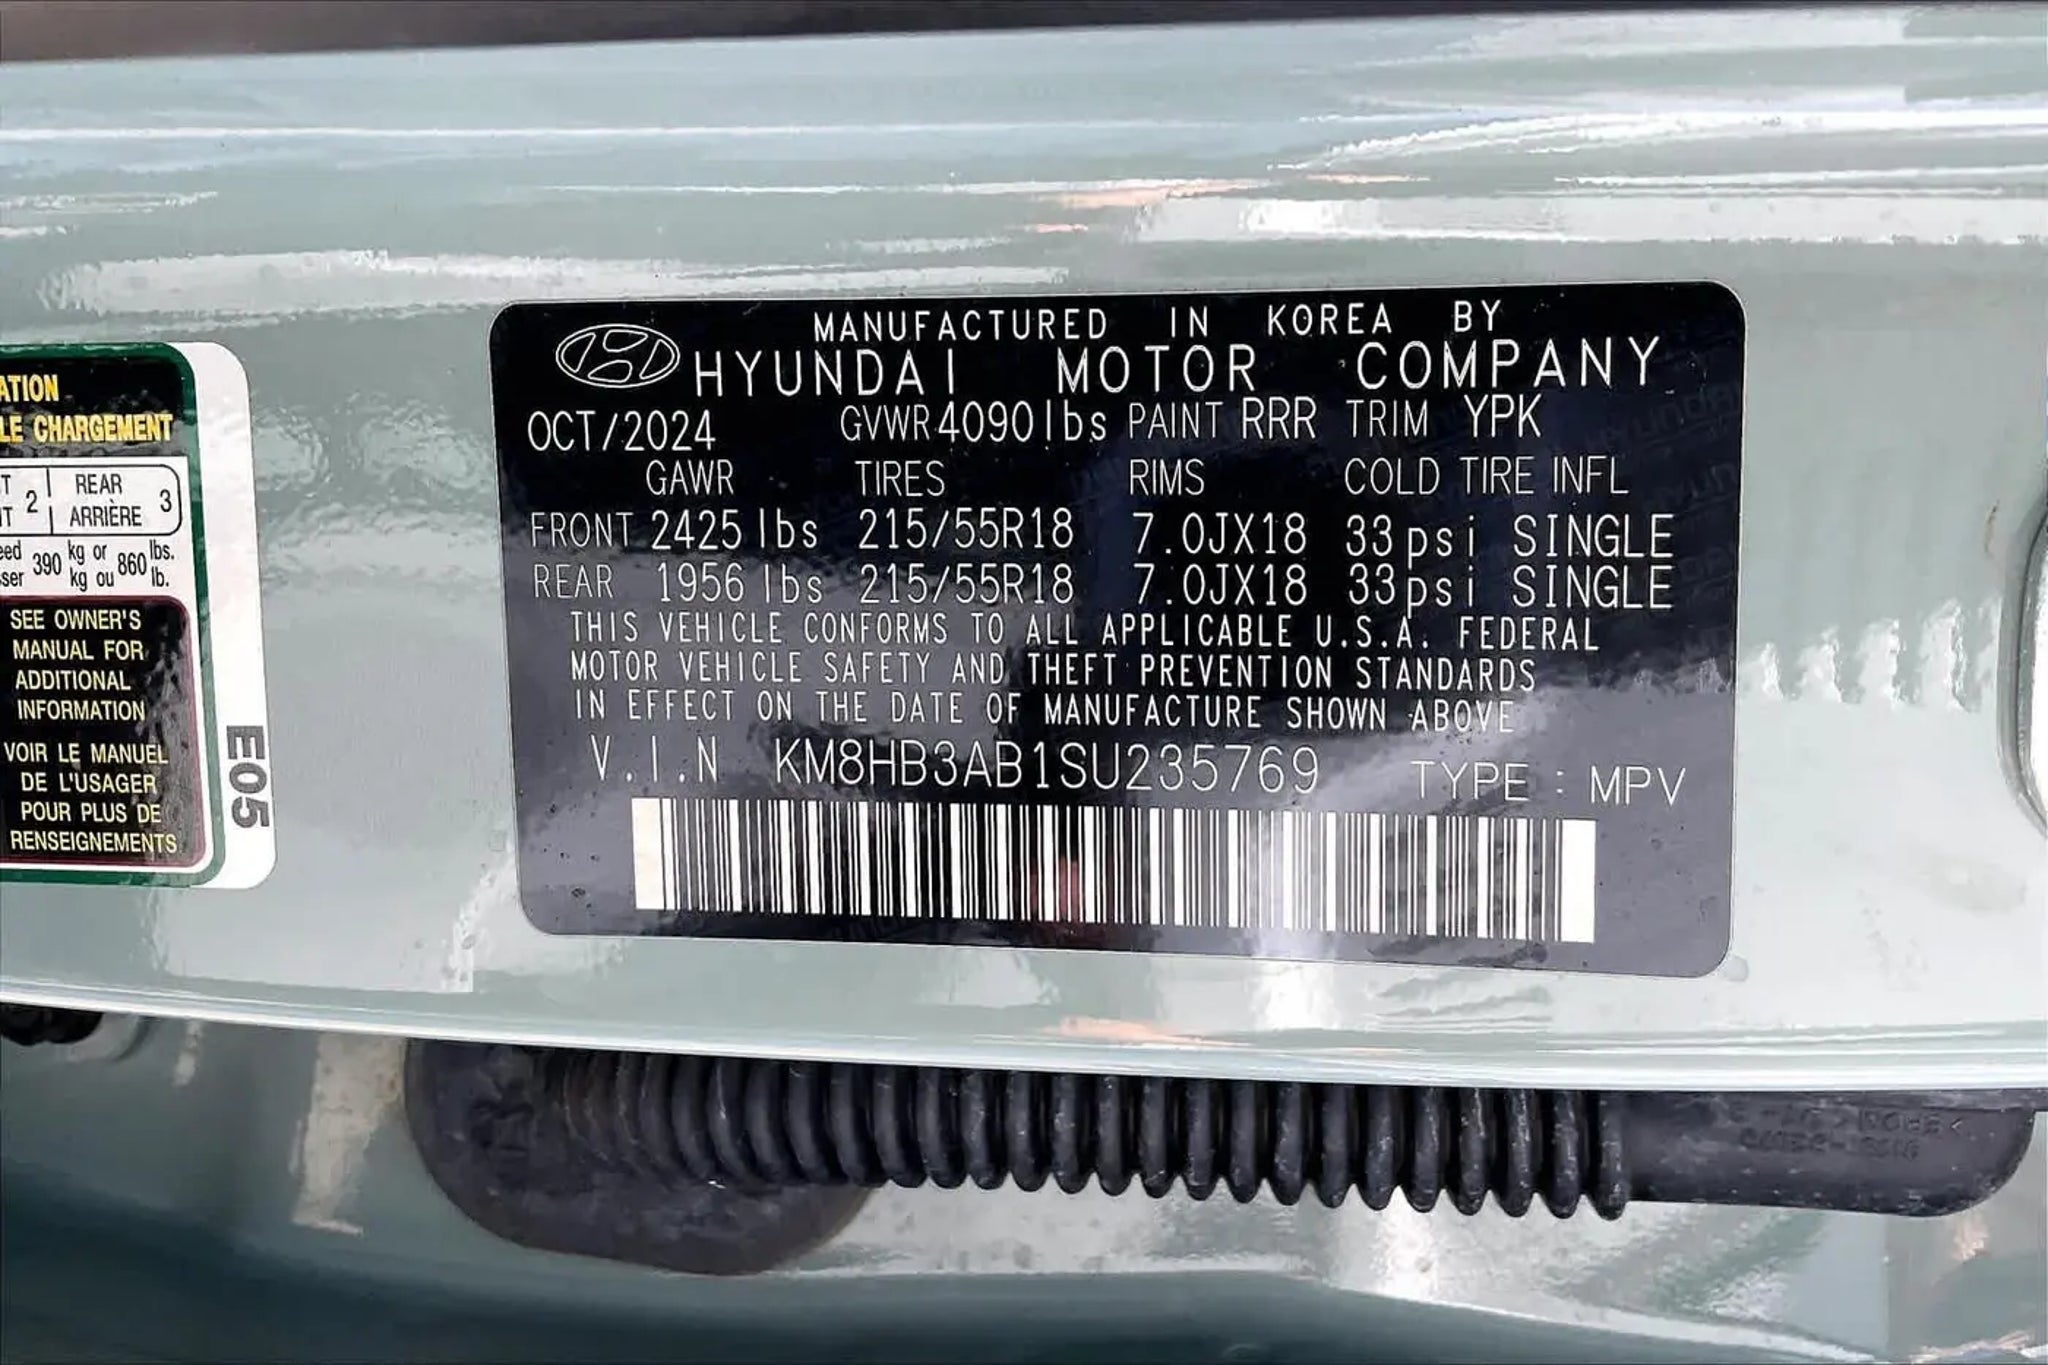 ATION
LE CHARGEMENT
2 REAR 3
ARRIÈRE
390 kg or 860 lbs.
kg ou lb.
SEE OWNER'S
MANUAL FOR
ADDITIONAL
INFORMATION
VOIR LE MANUEL
DE L'USAGER
POUR PLUS DE
RENSEIGNEMENTS
E05
MANUFACTURED IN KOREA BY
HYUNDAI MOTOR COMPANY
OCT/2024 GVWR 4090lbs PAINT RRR TRIM YPK
GAWR TIRES RIMS COLD TIRE INFL
FRONT 2425 lbs 215/55R18 7.0JX18 33psi SINGLE
REAR 1956 lbs 215/55R18 7.0JX18 33psi SINGLE
THIS VEHICLE CONFORMS TO ALL APPLICABLE U.S.A. FEDERAL
MOTOR VEHICLE SAFETY AND THEFT PREVENTION STANDARDS
IN EFFECT ON THE DATE OF MANUFACTURE SHOWN ABOVE
V.I.N KM8HB3AB1SU235769 TYPE : MPV